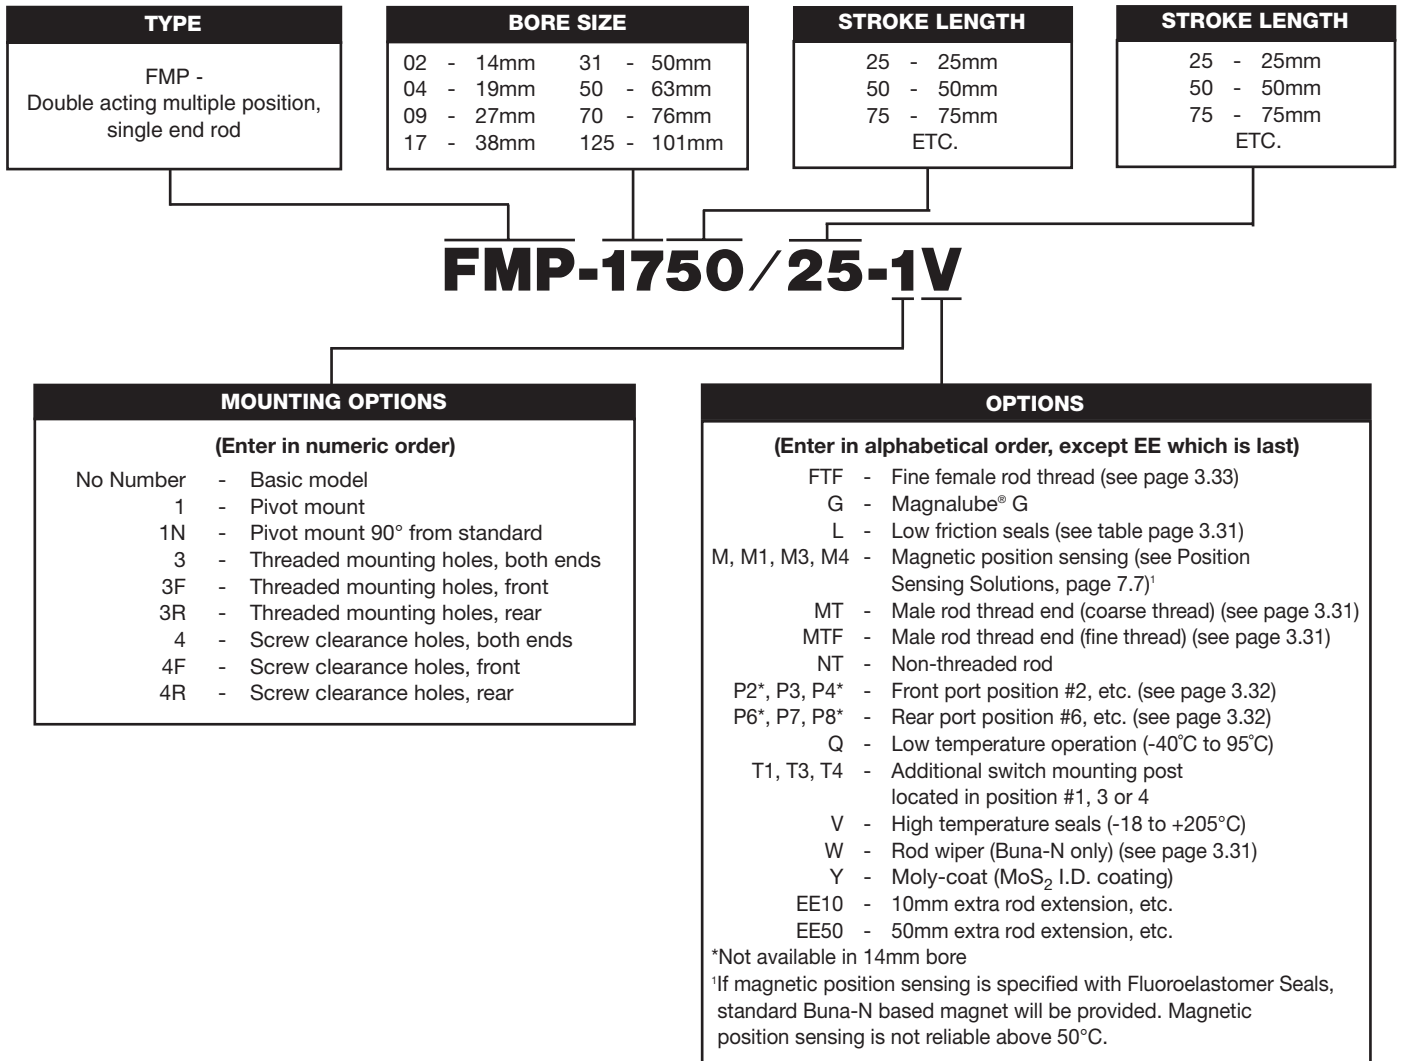 TYPE
FMP -
Double acting multiple position,
single end rod
BORE SIZE
02 - 14mm 31 - 50mm
04 - 19mm 50 - 63mm
09 - 27mm 70 - 76mm
17 - 38mm 125 - 101mm
STROKE LENGTH
25 - 25mm
50 - 50mm
75 - 75mm
ETC.
STROKE LENGTH
25 - 25mm
50 - 50mm
75 - 75mm
ETC.
FMP-1750/25-1V
MOUNTING OPTIONS
(Enter in numeric order)
No Number - Basic model
1 - Pivot mount
1N - Pivot mount 90° from standard
3 - Threaded mounting holes, both ends
3F - Threaded mounting holes, front
3R - Threaded mounting holes, rear
4 - Screw clearance holes, both ends
4F - Screw clearance holes, front
4R - Screw clearance holes, rear
OPTIONS
(Enter in alphabetical order, except EE which is last)
FTF - Fine female rod thread (see page 3.33)
G - Magnalube® G
L - Low friction seals (see table page 3.31)
M, M1, M3, M4 - Magnetic position sensing (see Position
Sensing Solutions, page 7.7)¹
MT - Male rod thread end (coarse thread) (see page 3.31)
MTF - Male rod thread end (fine thread) (see page 3.31)
NT - Non-threaded rod
P2*, P3, P4* - Front port position #2, etc. (see page 3.32)
P6*, P7, P8* - Rear port position #6, etc. (see page 3.32)
Q - Low temperature operation (-40˚C to 95˚C)
T1, T3, T4 - Additional switch mounting post
located in position #1, 3 or 4
V - High temperature seals (-18 to +205°C)
W - Rod wiper (Buna-N only) (see page 3.31)
Y - Moly-coat (MoS₂ I.D. coating)
EE10 - 10mm extra rod extension, etc.
EE50 - 50mm extra rod extension, etc.
*Not available in 14mm bore
¹If magnetic position sensing is specified with Fluoroelastomer Seals,
standard Buna-N based magnet will be provided. Magnetic
position sensing is not reliable above 50°C.